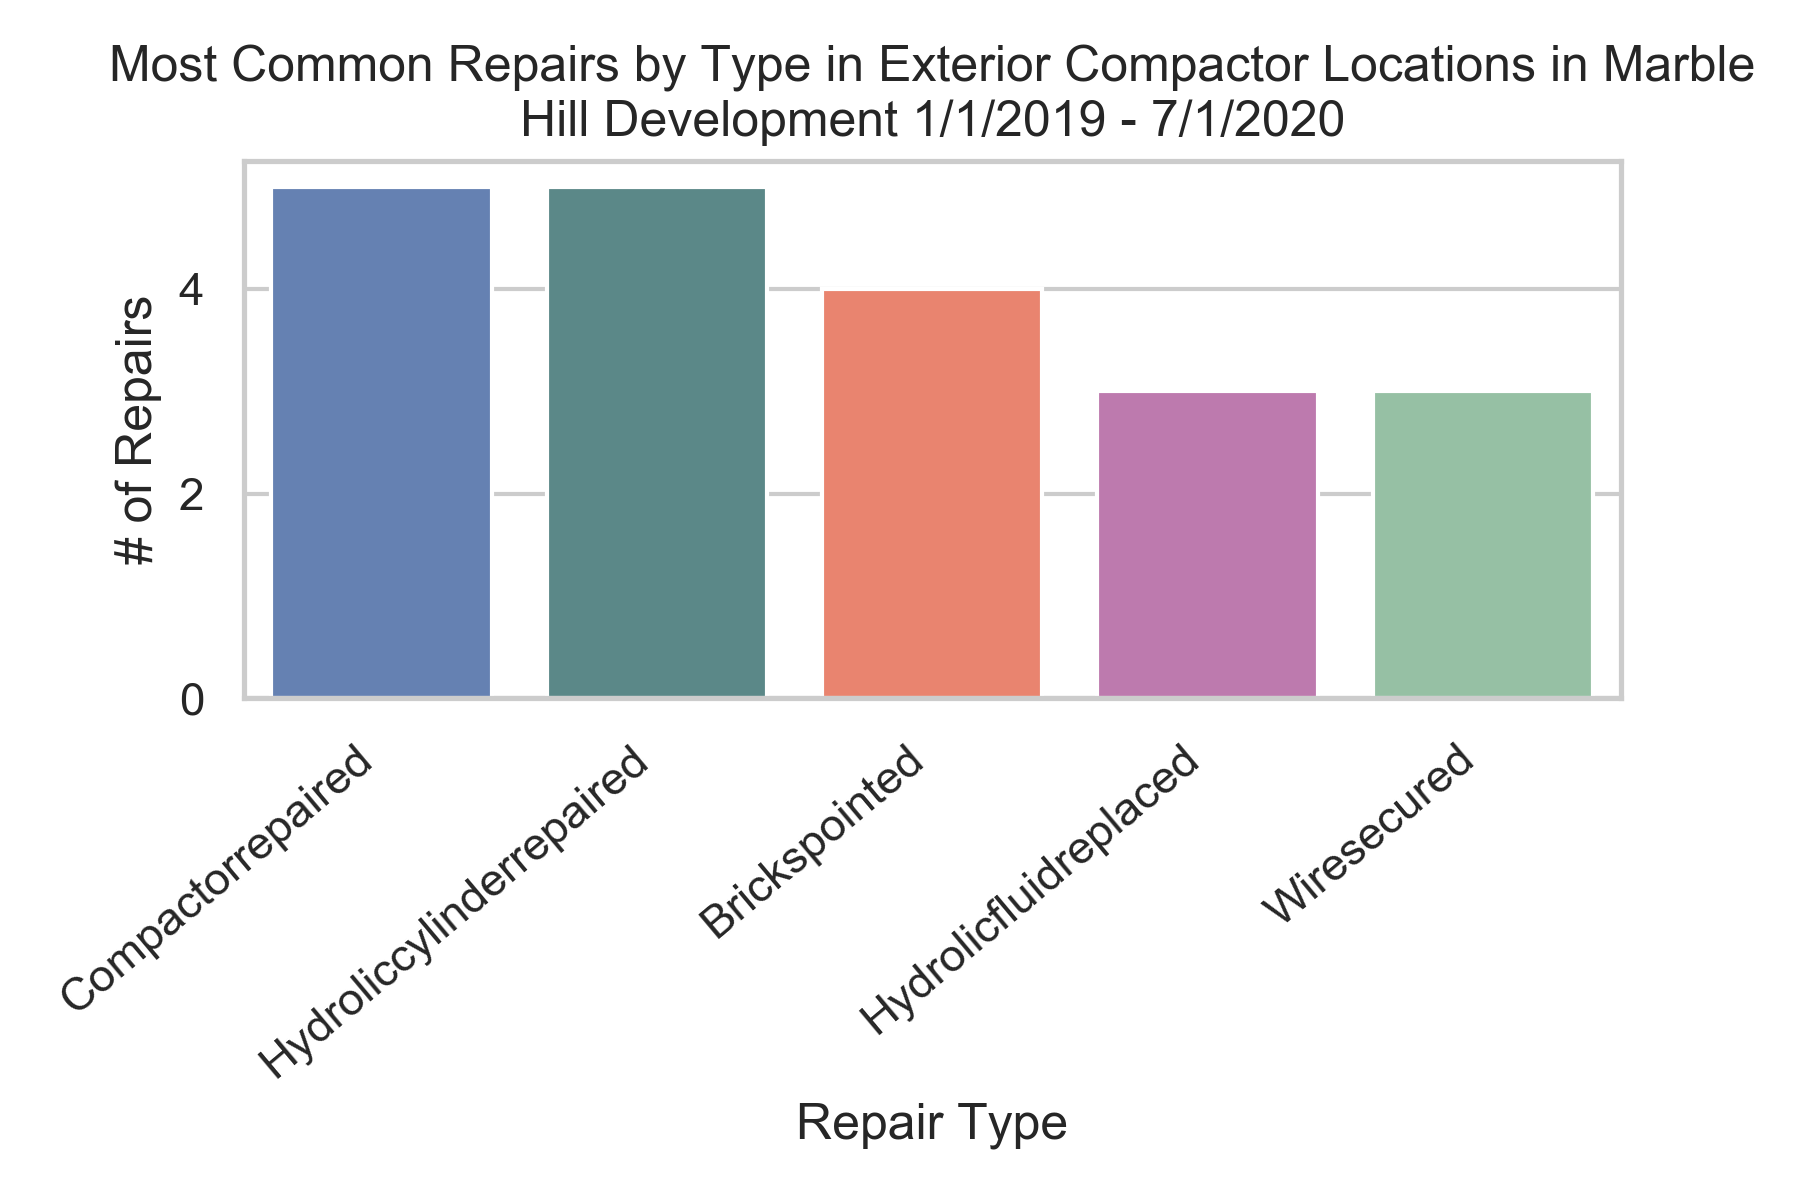 Most Common Repairs by Type in Exterior Compactor Locations in Marble
Hill Development 1/1/2019 - 7/1/2020
# of Repairs
4
2
0
Compactorrepaired
Hydroliccylinderrepaired
Brickspointed
Hydrolicfluidreplaced
Wiresecured
Repair Type